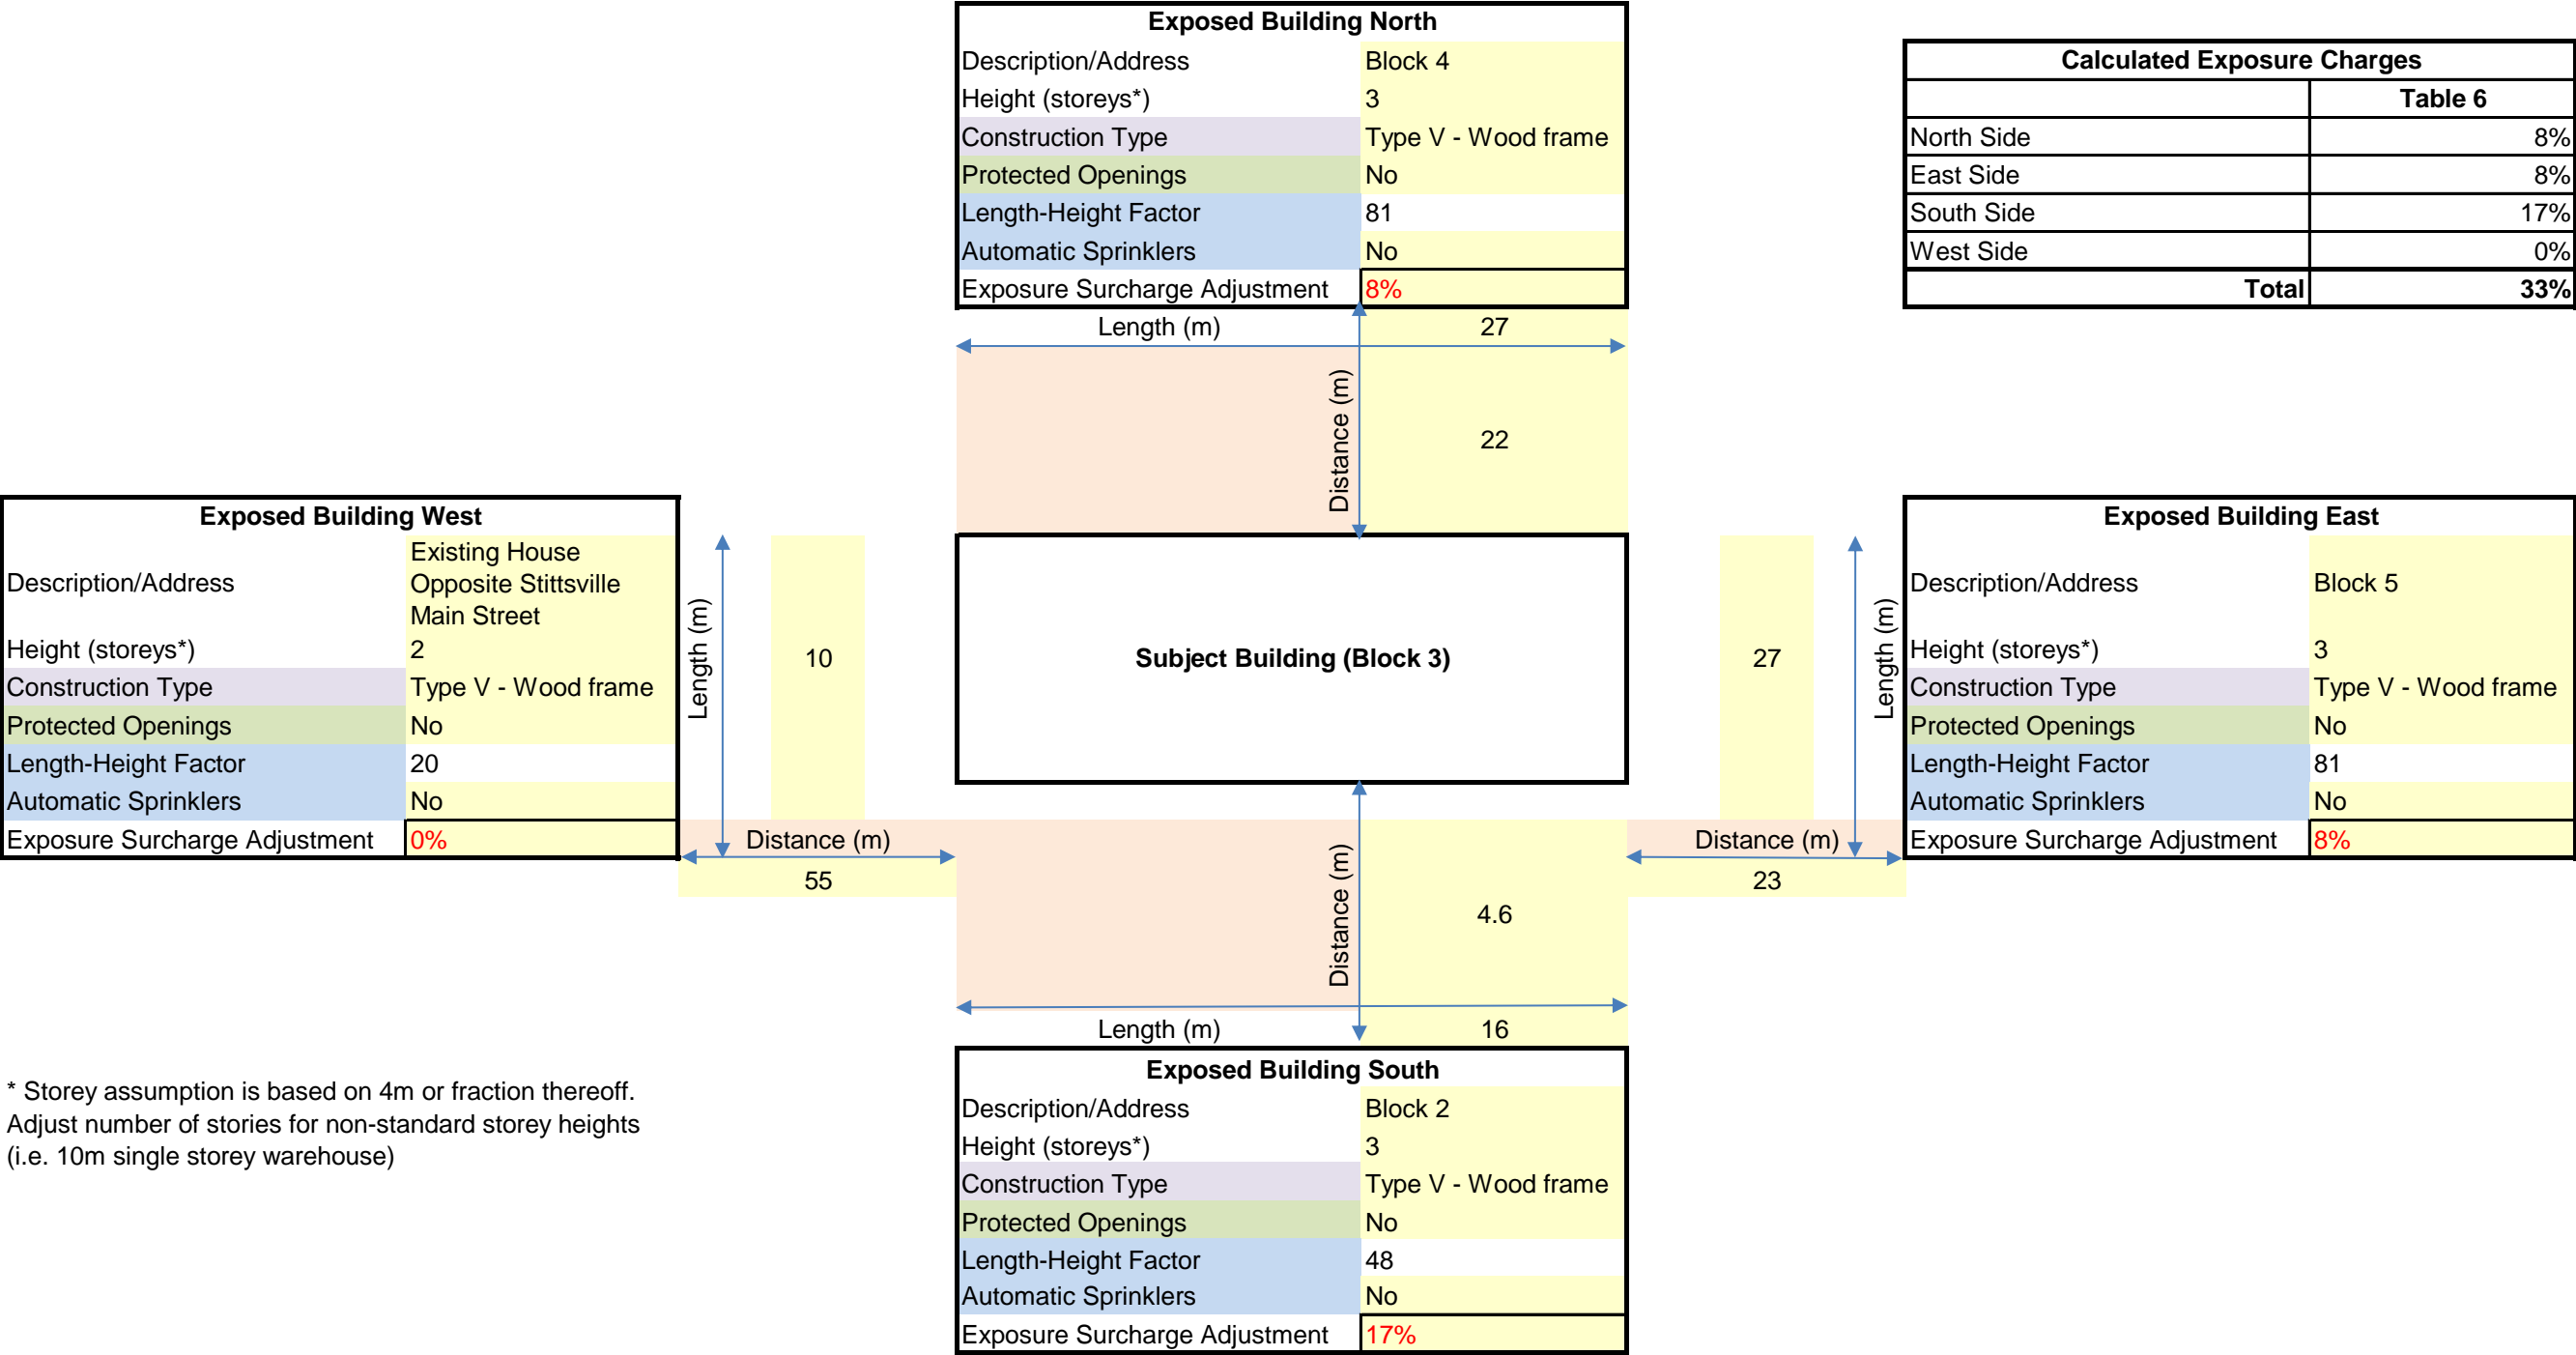 Exposed Building North
Description/Address Block 4
Height (storeys*) 3
Construction Type Type V - Wood frame
Protected Openings No
Length-Height Factor 81
Automatic Sprinklers No
Exposure Surcharge Adjustment 8%
Length (m) 27
Distance (m) 22
Calculated Exposure Charges
Table 6
North Side 8%
East Side 8%
South Side 17%
West Side 0%
Total 33%
Exposed Building West
Description/Address Existing House
Opposite Stittsville
Main Street
Height (storeys*) 2
Construction Type Type V - Wood frame
Protected Openings No
Length-Height Factor 20
Automatic Sprinklers No
Exposure Surcharge Adjustment 0%
Length (m) 10
Distance (m)
55
Subject Building (Block 3)
27 Length (m)
Distance (m)
23
Exposed Building East
Description/Address Block 5
Height (storeys*) 3
Construction Type Type V - Wood frame
Protected Openings No
Length-Height Factor 81
Automatic Sprinklers No
Exposure Surcharge Adjustment 8%
Distance (m) 4.6
Length (m) 16
Exposed Building South
Description/Address Block 2
Height (storeys*) 3
Construction Type Type V - Wood frame
Protected Openings No
Length-Height Factor 48
Automatic Sprinklers No
Exposure Surcharge Adjustment 17%
* Storey assumption is based on 4m or fraction thereoff.
Adjust number of stories for non-standard storey heights
(i.e. 10m single storey warehouse)